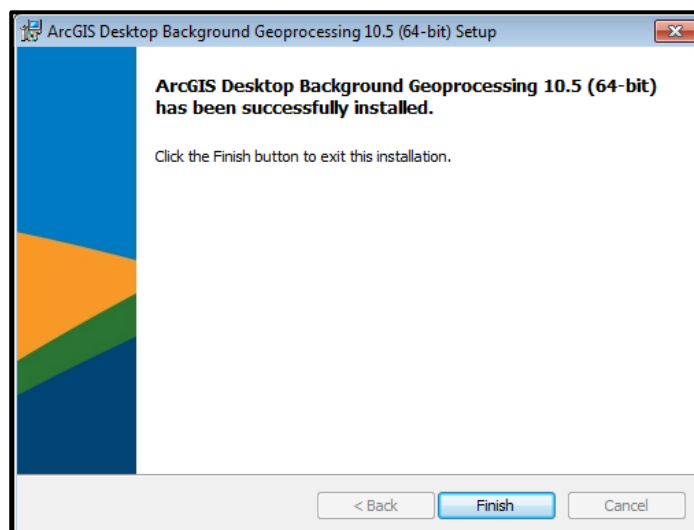 ArcGIS Desktop Background Geoprocessing 10.5 (64-bit) Setup
ArcGIS Desktop Background Geoprocessing 10.5 (64-bit)
has been successfully installed.
Click the Finish button to exit this installation.
< Back Finish Cancel